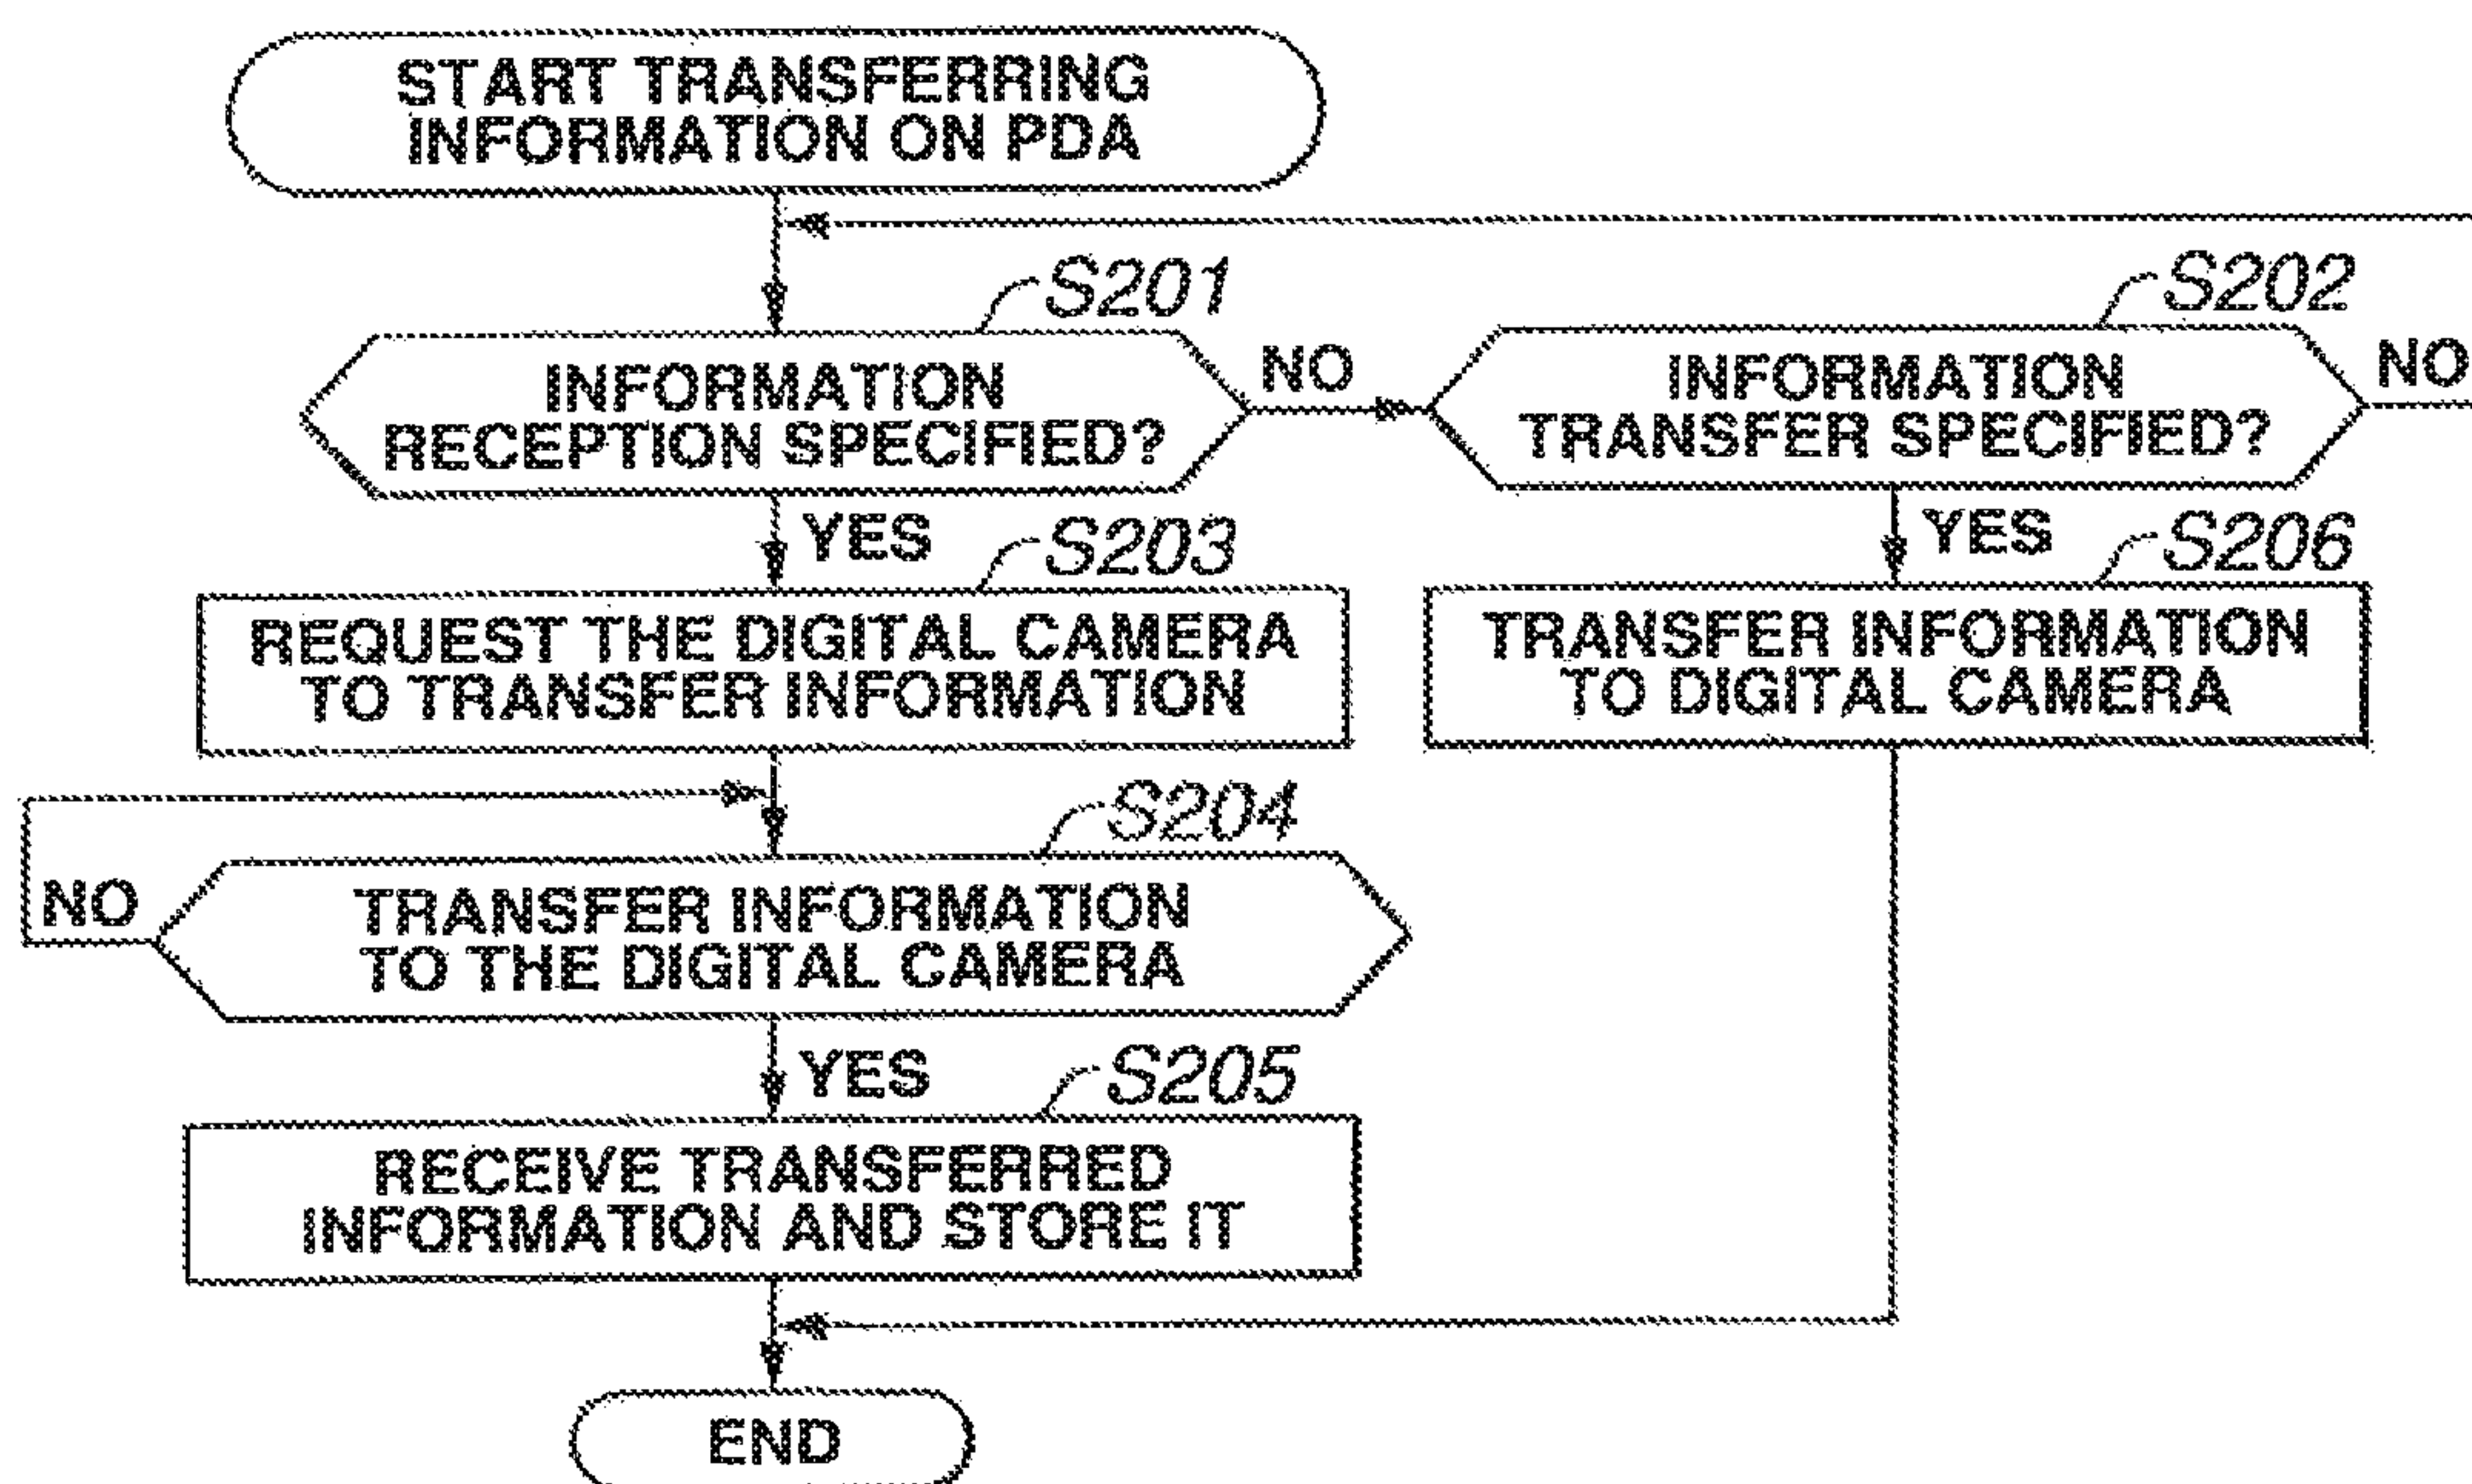 START TRANSFERRING
INFORMATION ON PDA
S201
INFORMATION
RECEPTION SPECIFIED?
NO
S202
INFORMATION
TRANSFER SPECIFIED?
NO
YES
S203
REQUEST THE DIGITAL CAMERA
TO TRANSFER INFORMATION
YES
S206
TRANSFER INFORMATION
TO DIGITAL CAMERA
S204
NO
TRANSFER INFORMATION
TO THE DIGITAL CAMERA
YES
S205
RECEIVE TRANSFERRED
INFORMATION AND STORE IT
END